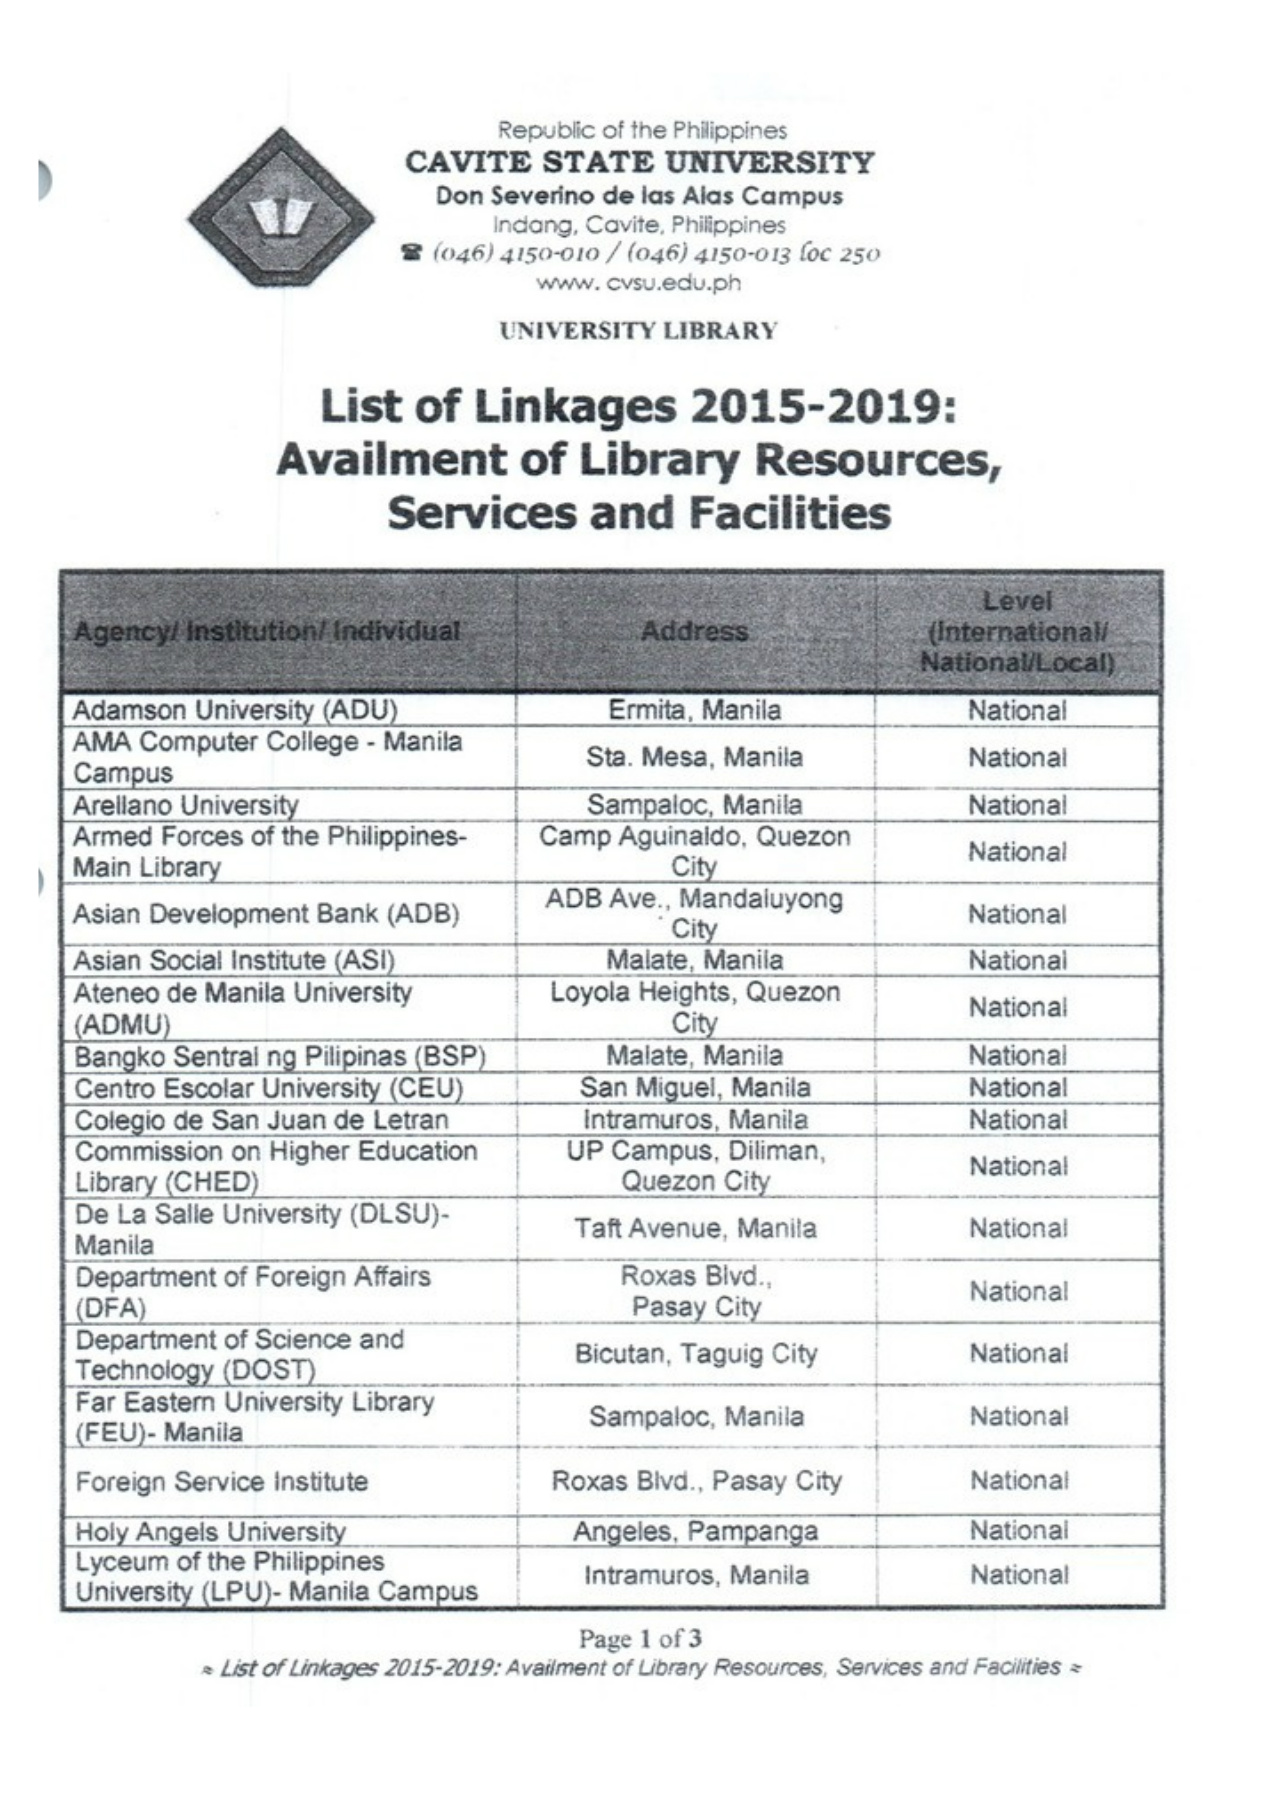 Republic of the Philippines
CAVITE STATE UNIVERSITY
Don Severino de las Alas Campus
Indang, Cavite, Philippines
☎ (046) 4150-010 / (046) 4150-013 loc 250
www. cvsu.edu.ph
UNIVERSITY LIBRARY
List of Linkages 2015-2019:
Availment of Library Resources,
Services and Facilities
Agency/ Institution/ Individual
Address
Level
(International/
National/Local)
Adamson University (ADU)
Ermita, Manila
National
AMA Computer College - Manila
Campus
Sta. Mesa, Manila
National
Arellano University
Sampaloc, Manila
National
Armed Forces of the Philippines-
Main Library
Camp Aguinaldo, Quezon
City
National
Asian Development Bank (ADB)
ADB Ave., Mandaluyong
City
National
Asian Social Institute (ASI)
Malate, Manila
National
Ateneo de Manila University
(ADMU)
Loyola Heights, Quezon
City
National
Bangko Sentral ng Pilipinas (BSP)
Malate, Manila
National
Centro Escolar University (CEU)
San Miguel, Manila
National
Colegio de San Juan de Letran
Intramuros, Manila
National
Commission on Higher Education
Library (CHED)
UP Campus, Diliman,
Quezon City
National
De La Salle University (DLSU)-
Manila
Taft Avenue, Manila
National
Department of Foreign Affairs
(DFA)
Roxas Blvd.,
Pasay City
National
Department of Science and
Technology (DOST)
Bicutan, Taguig City
National
Far Eastern University Library
(FEU)- Manila
Sampaloc, Manila
National
Foreign Service Institute
Roxas Blvd., Pasay City
National
Holy Angels University
Angeles, Pampanga
National
Lyceum of the Philippines
University (LPU)- Manila Campus
Intramuros, Manila
National
Page 1 of 3
≈ List of Linkages 2015-2019: Availment of Library Resources, Services and Facilities ≈